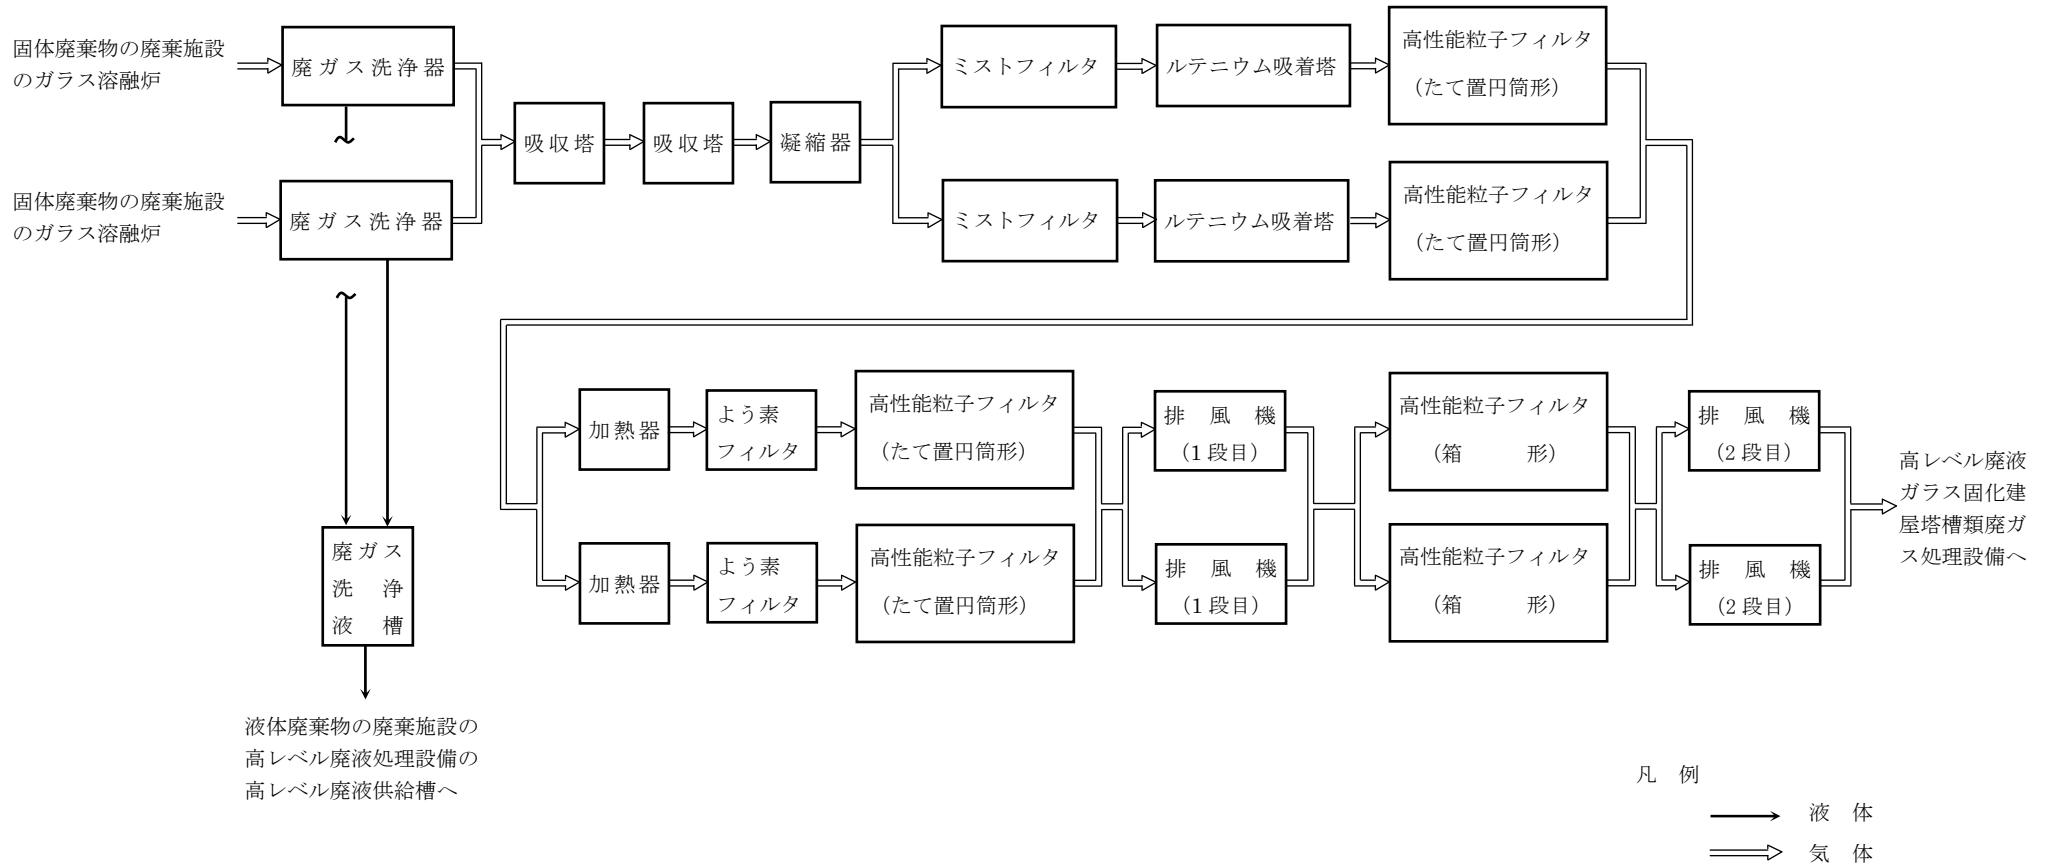 固体廃棄物の廃棄施設
のガラス溶融炉
廃ガス洗浄器
固体廃棄物の廃棄施設
のガラス溶融炉
廃ガス洗浄器
吸収塔
吸収塔
凝縮器
ミストフィルタ
ルテニウム吸着塔
高性能粒子フィルタ
(たて置円筒形)
ミストフィルタ
ルテニウム吸着塔
高性能粒子フィルタ
(たて置円筒形)
加熱器
よう素
フィルタ
高性能粒子フィルタ
(たて置円筒形)
排風機
(1段目)
高性能粒子フィルタ
(箱形)
排風機
(2段目)
加熱器
よう素
フィルタ
高性能粒子フィルタ
(たて置円筒形)
排風機
(1段目)
高性能粒子フィルタ
(箱形)
排風機
(2段目)
高レベル廃液
ガラス固化建
屋塔槽類廃ガ
ス処理設備へ
廃ガス
洗浄
液槽
液体廃棄物の廃棄施設の
高レベル廃液処理設備の
高レベル廃液供給槽へ
凡例
液体
気体